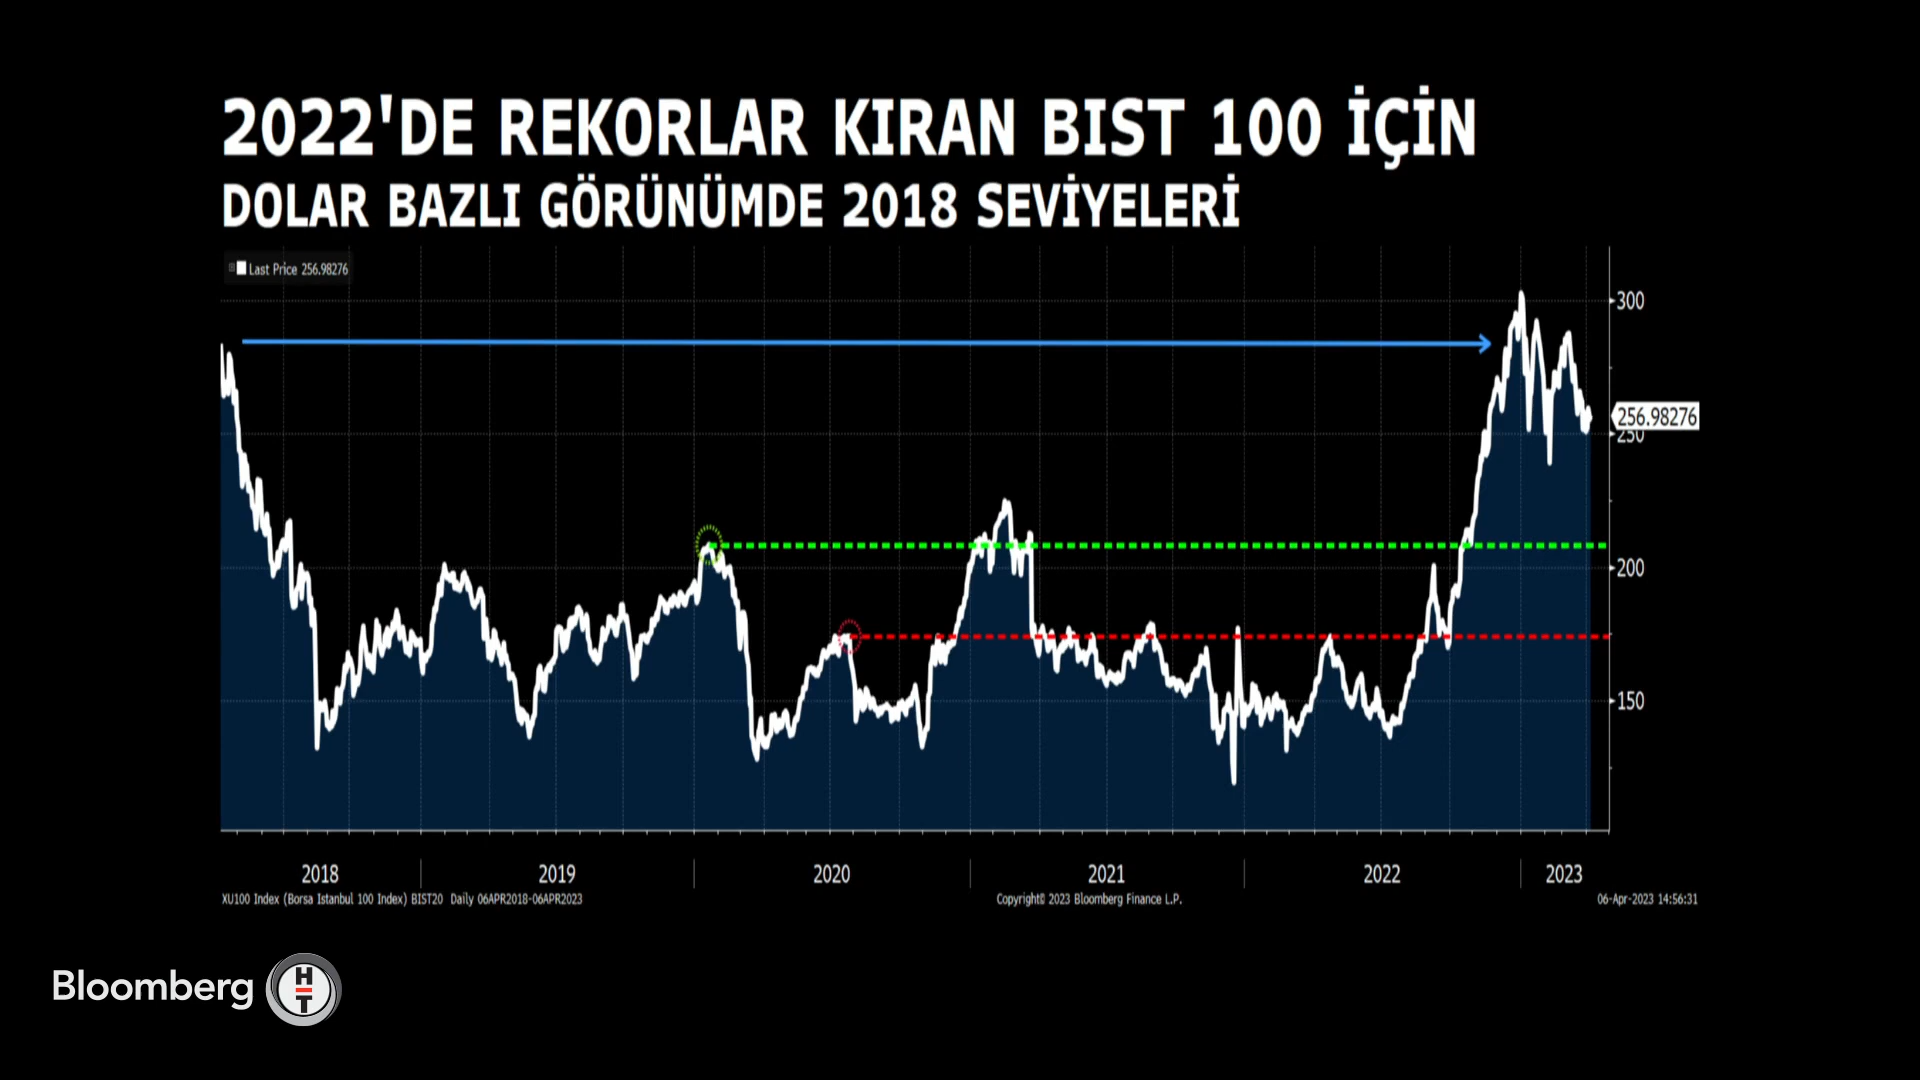 2022'DE REKORLAR KIRAN BIST 100 İÇİN
DOLAR BAZLI GÖRÜNÜMDE 2018 SEVİYELERİ
Last Price 256.98276
300
256.98276
250
200
150
2018 2019 2020 2021 2022 2023
XU100 Index (Borsa Istanbul 100 Index) BIST20 Daily 06APR2018-06APR2023 Copyright© 2023 Bloomberg Finance L.P. 06-Apr-2023 14:56:31
Bloomberg HT